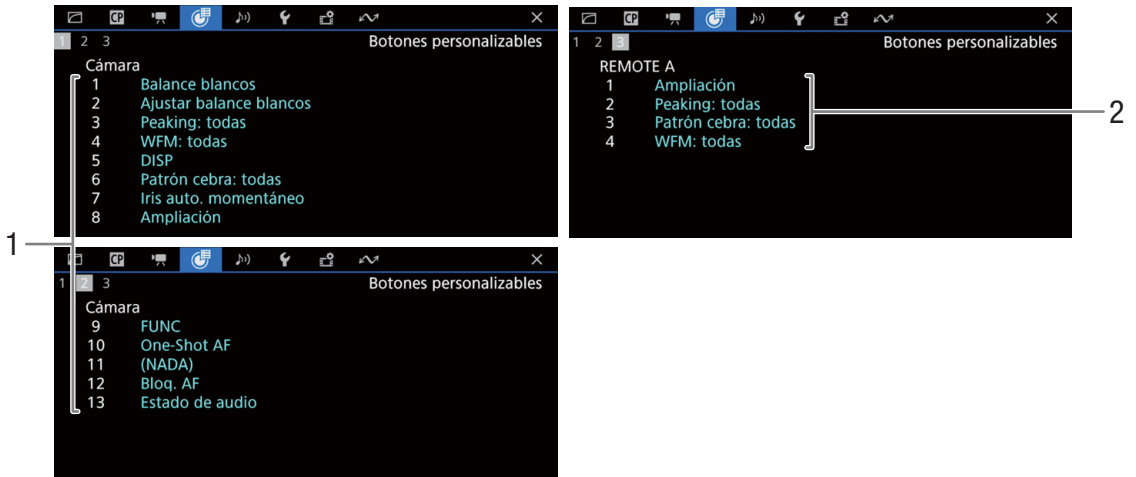 CP
1 2 3 Botones personalizables
Cámara
1 Balance blancos
2 Ajustar balance blancos
3 Peaking: todas
4 WFM: todas
5 DISP
6 Patrón cebra: todas
7 Iris auto. momentáneo
8 Ampliación
1
CP
1 2 3 Botones personalizables
Cámara
9 FUNC
10 One-Shot AF
11 (NADA)
12 Bloq. AF
13 Estado de audio
CP
1 2 3 Botones personalizables
REMOTE A
1 Ampliación
2 Peaking: todas
3 Patrón cebra: todas
4 WFM: todas
2